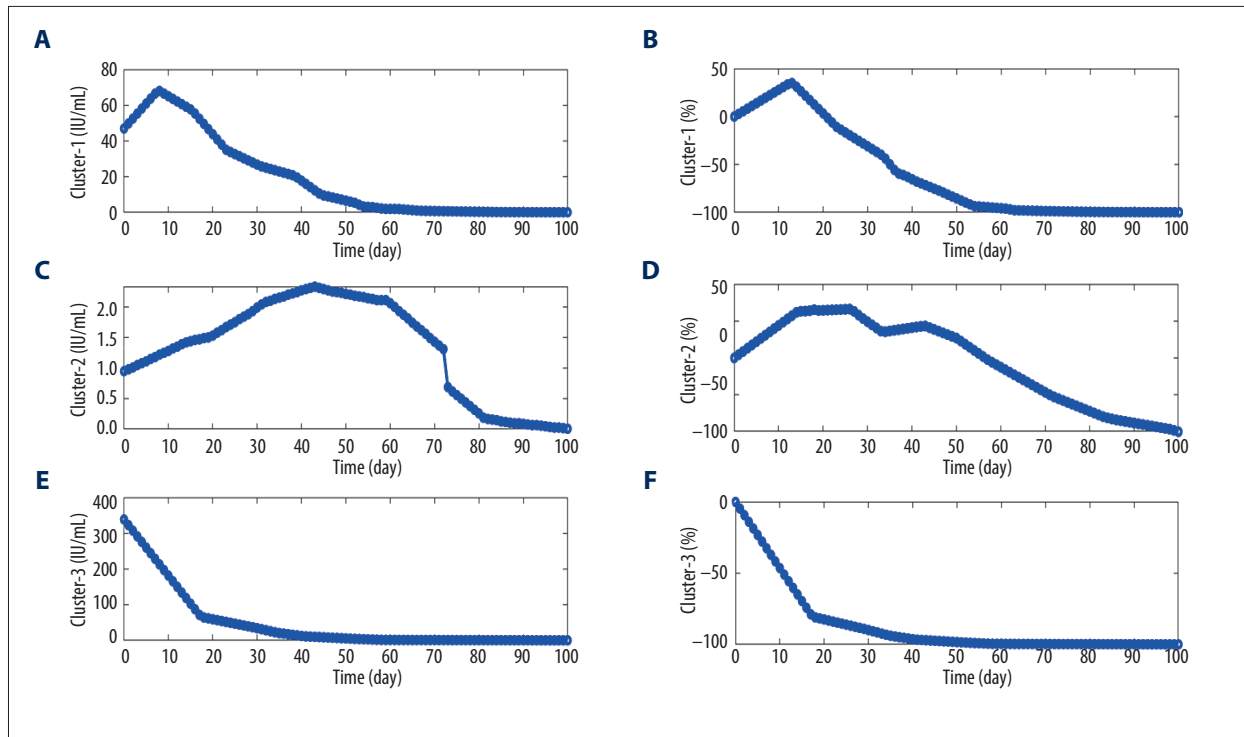 A
Cluster-1 (IU/mL)
80
60
40
20
0
0 10 20 30 40 50 60 70 80 90 100
Time (day)
B
Cluster-1 (%)
50
0
−50
−100
0 10 20 30 40 50 60 70 80 90 100
Time (day)
C
Cluster-2 (IU/mL)
2.0
1.5
1.0
0.5
0.0
0 10 20 30 40 50 60 70 80 90 100
Time (day)
D
Cluster-2 (%)
50
0
−50
−100
0 10 20 30 40 50 60 70 80 90 100
Time (day)
E
Cluster-3 (IU/mL)
400
300
200
100
0
0 10 20 30 40 50 60 70 80 90 100
Time (day)
F
Cluster-3 (%)
0
−50
−100
0 10 20 30 40 50 60 70 80 90 100
Time (day)